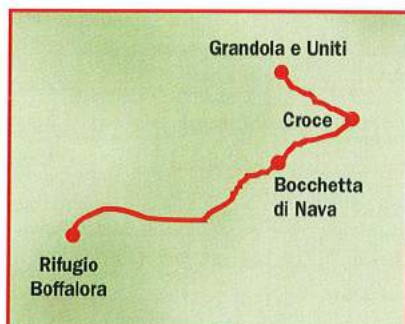 Grandola e Uniti
Croce
Bocchetta
di Nava
Rifugio
Boffalora